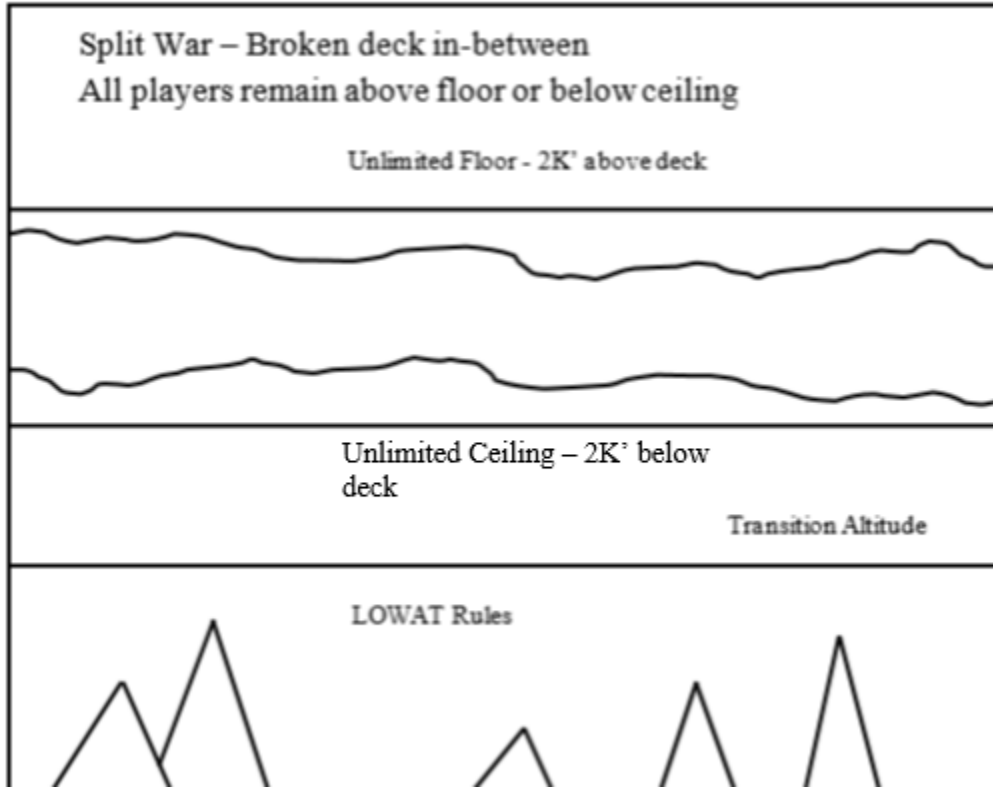 Split War – Broken deck in-between
All players remain above floor or below ceiling
Unlimited Floor - 2K’ above deck
Unlimited Ceiling – 2K’ below
deck
Transition Altitude
LOWAT Rules